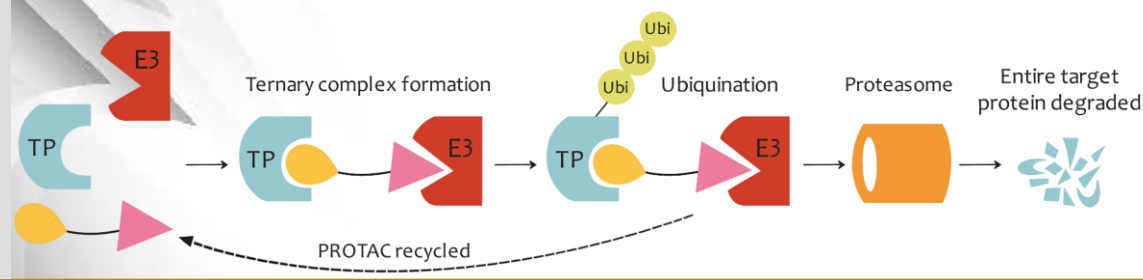 E3
TP
Ternary complex formation
TP
E3
Ubi
Ubi
Ubi
Ubiquination
TP
E3
Proteasome
Entire target
protein degraded
PROTAC recycled